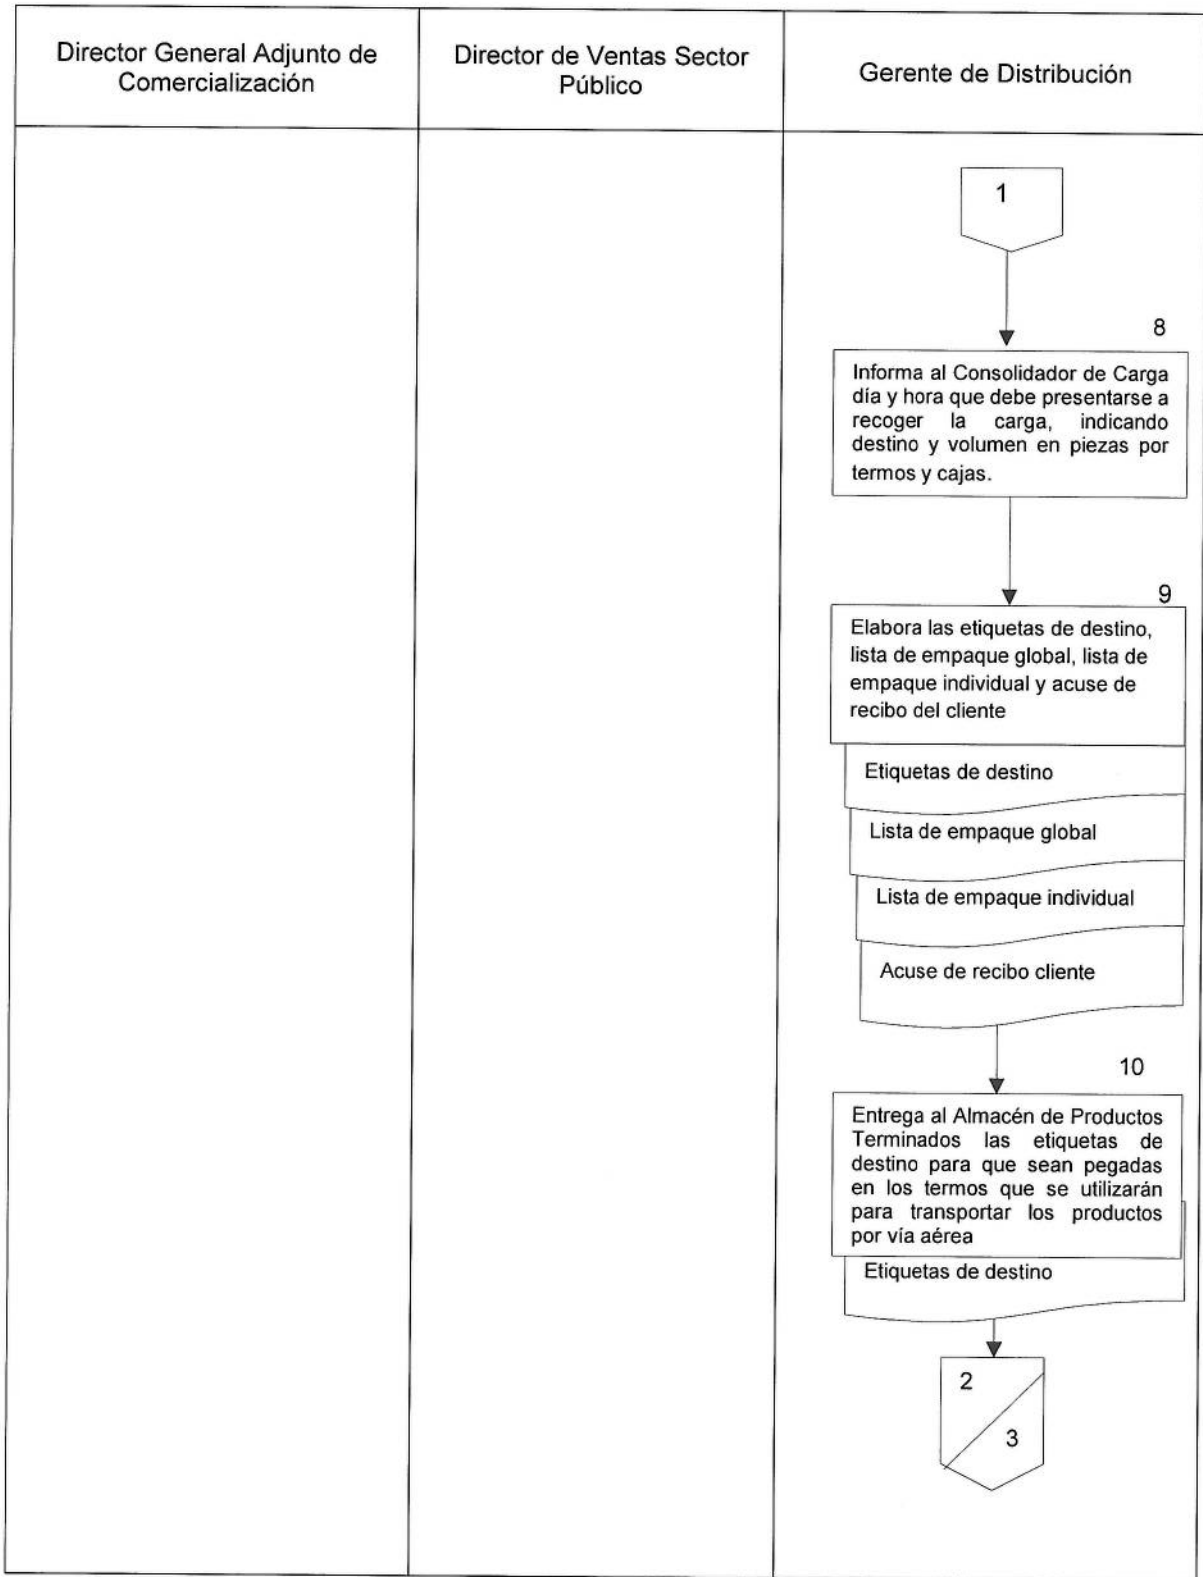 Director General Adjunto de
Comercialización
Director de Ventas Sector
Público
Gerente de Distribución
1
8
Informa al Consolidador de Carga
día y hora que debe presentarse a
recoger la carga, indicando
destino y volumen en piezas por
termos y cajas.
9
Elabora las etiquetas de destino,
lista de empaque global, lista de
empaque individual y acuse de
recibo del cliente
Etiquetas de destino
Lista de empaque global
Lista de empaque individual
Acuse de recibo cliente
10
Entrega al Almacén de Productos
Terminados las etiquetas de
destino para que sean pegadas
en los termos que se utilizarán
para transportar los productos
por vía aérea
Etiquetas de destino
2
3